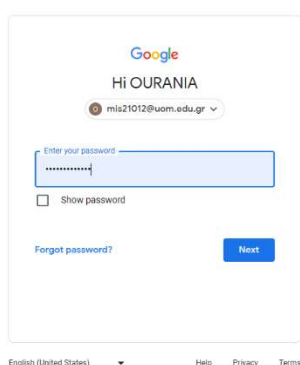 Google
Hi OURANIA
mis21012@uom.edu.gr
Enter your password
•••••••••••••
Show password
Forgot password? Next
English (United States) Help Privacy Terms